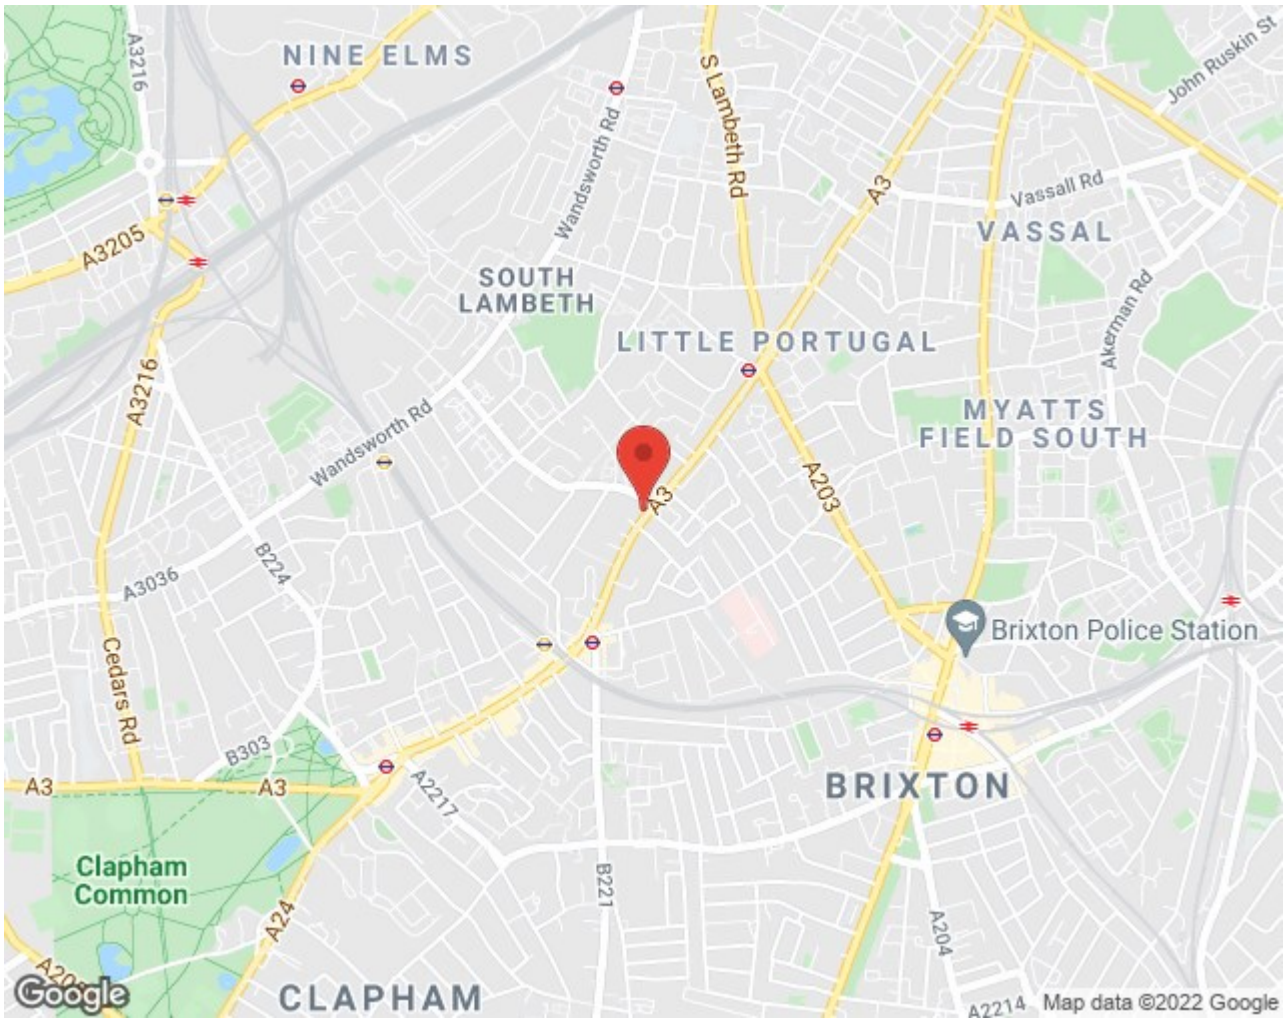 A3216
NINE ELMS
S Lambeth Rd
John Ruskin St
Wandsworth Rd
A3
Vassall Rd
VASSAL
A3205
SOUTH
LAMBETH
Akerman Rd
LITTLE PORTUGAL
A3216
MYATTS
FIELD SOUTH
Wandsworth Rd
A203
A3
B224
A3036
Brixton Police Station
Cedars Rd
B303
A3
A3
A2217
BRIXTON
Clapham
Common
B221
A24
A204
A205
CLAPHAM
A2214
Google
Map data ©2022 Google